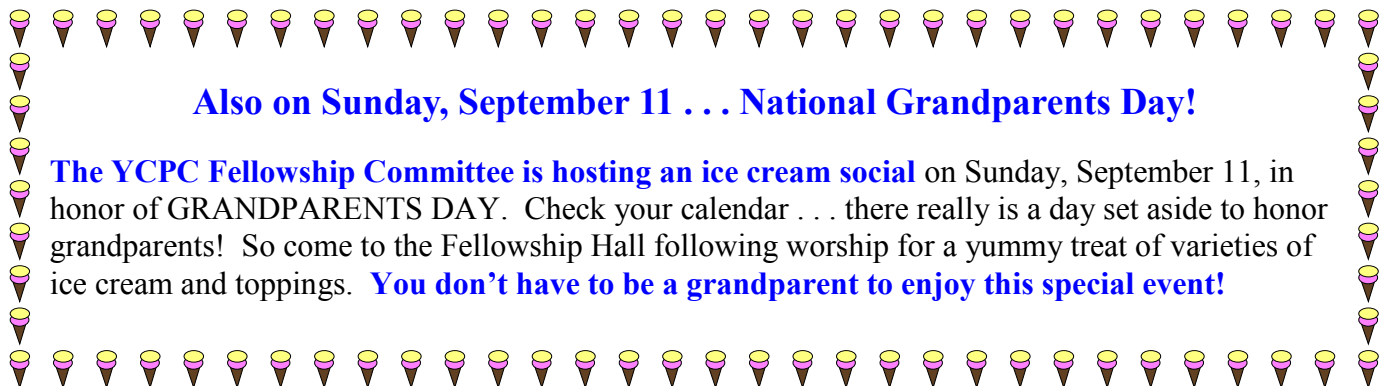 Also on Sunday, September 11 . . . National Grandparents Day!
The YCPC Fellowship Committee is hosting an ice cream social on Sunday, September 11, in
honor of GRANDPARENTS DAY.  Check your calendar . . . there really is a day set aside to honor
grandparents!  So come to the Fellowship Hall following worship for a yummy treat of varieties of
ice cream and toppings.  You don’t have to be a grandparent to enjoy this special event!